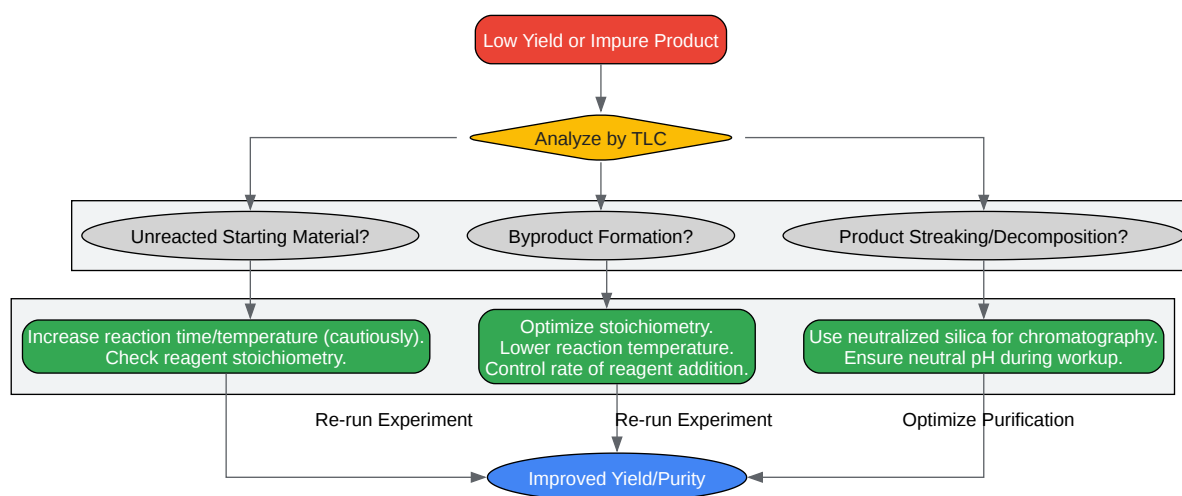 Low Yield or Impure Product
Analyze by TLC
Unreacted Starting Material?
Byproduct Formation?
Product Streaking/Decomposition?
Increase reaction time/temperature (cautiously).
Check reagent stoichiometry.
Optimize stoichiometry.
Lower reaction temperature.
Control rate of reagent addition.
Use neutralized silica for chromatography.
Ensure neutral pH during workup.
Re-run Experiment
Re-run Experiment
Optimize Purification
Improved Yield/Purity